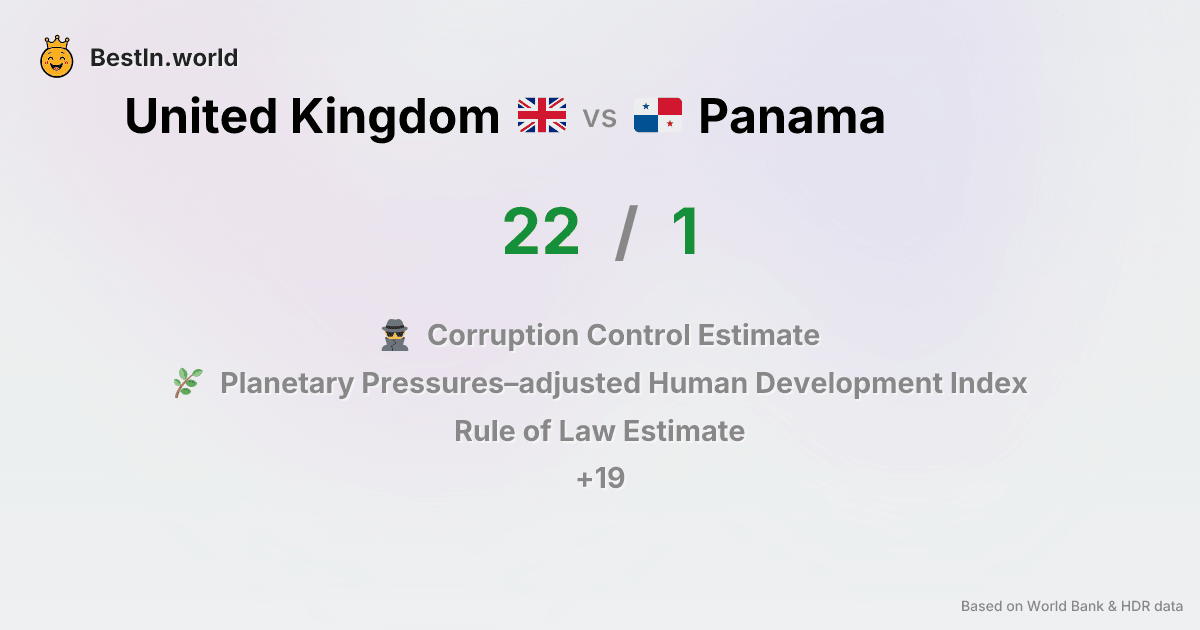 BestIn.world
United Kingdom vs Panama
22 / 1
Corruption Control Estimate
Planetary Pressures–adjusted Human Development Index
Rule of Law Estimate
+19
Based on World Bank & HDR data